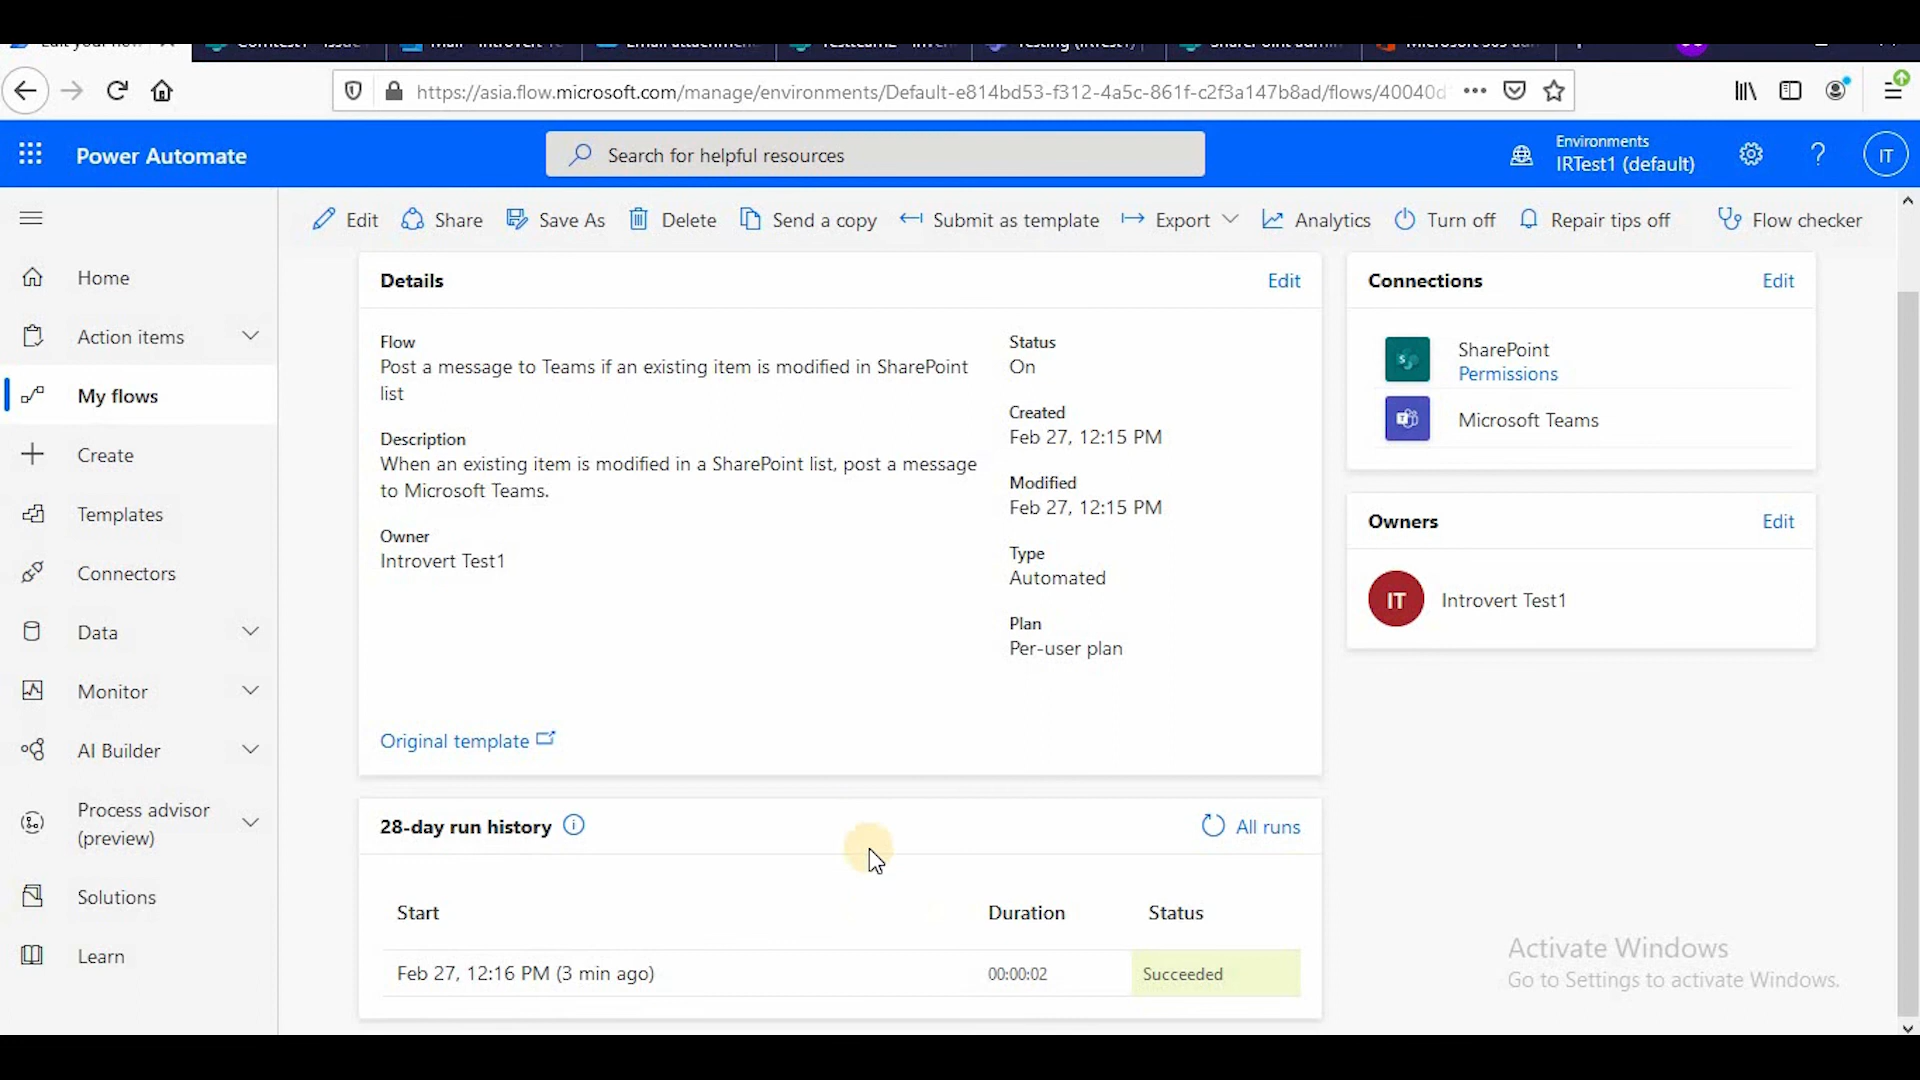 https://asia.flow.microsoft.com/manage/environments/Default-e814bd53-f312-4a5c-861f-c2f3a147b8ad/flows/40040d
Power Automate
Search for helpful resources
Environments
IRTest1 (default)
IT
Edit
Share
Save As
Delete
Send a copy
Submit as template
Export
Analytics
Turn off
Repair tips off
Flow checker
Home
Action items
My flows
Create
Templates
Connectors
Data
Monitor
AI Builder
Process advisor
(preview)
Solutions
Learn
Details
Edit
Flow
Post a message to Teams if an existing item is modified in SharePoint
list
Description
When an existing item is modified in a SharePoint list, post a message
to Microsoft Teams.
Owner
Introvert Test1
Status
On
Created
Feb 27, 12:15 PM
Modified
Feb 27, 12:15 PM
Type
Automated
Plan
Per-user plan
Original template
28-day run history
All runs
Start
Duration
Status
Feb 27, 12:16 PM (3 min ago)
00:00:02
Succeeded
Connections
Edit
SharePoint
Permissions
Microsoft Teams
Owners
Edit
IT
Introvert Test1
Activate Windows
Go to Settings to activate Windows.